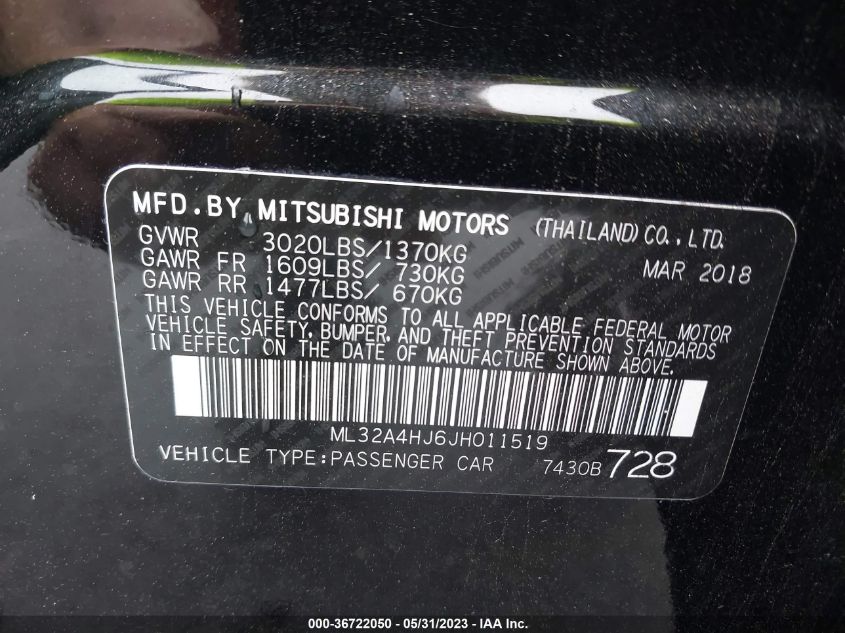 MFD.BY MITSUBISHI MOTORS (THAILAND) CO., LTD.
GVWR 3020LBS/1370KG MAR 2018
GAWR FR 1609LBS/ 730KG
GAWR RR 1477LBS/ 670KG
THIS VEHICLE CONFORMS TO ALL APPLICABLE FEDERAL MOTOR
VEHICLE SAFETY, BUMPER, AND THEFT PREVENTION STANDARDS
IN EFFECT ON THE DATE OF MANUFACTURE SHOWN ABOVE.
ML32A4HJ6JH011519
VEHICLE TYPE:PASSENGER CAR 7430B 728
000-36722050 - 05/31/2023 - IAA Inc.